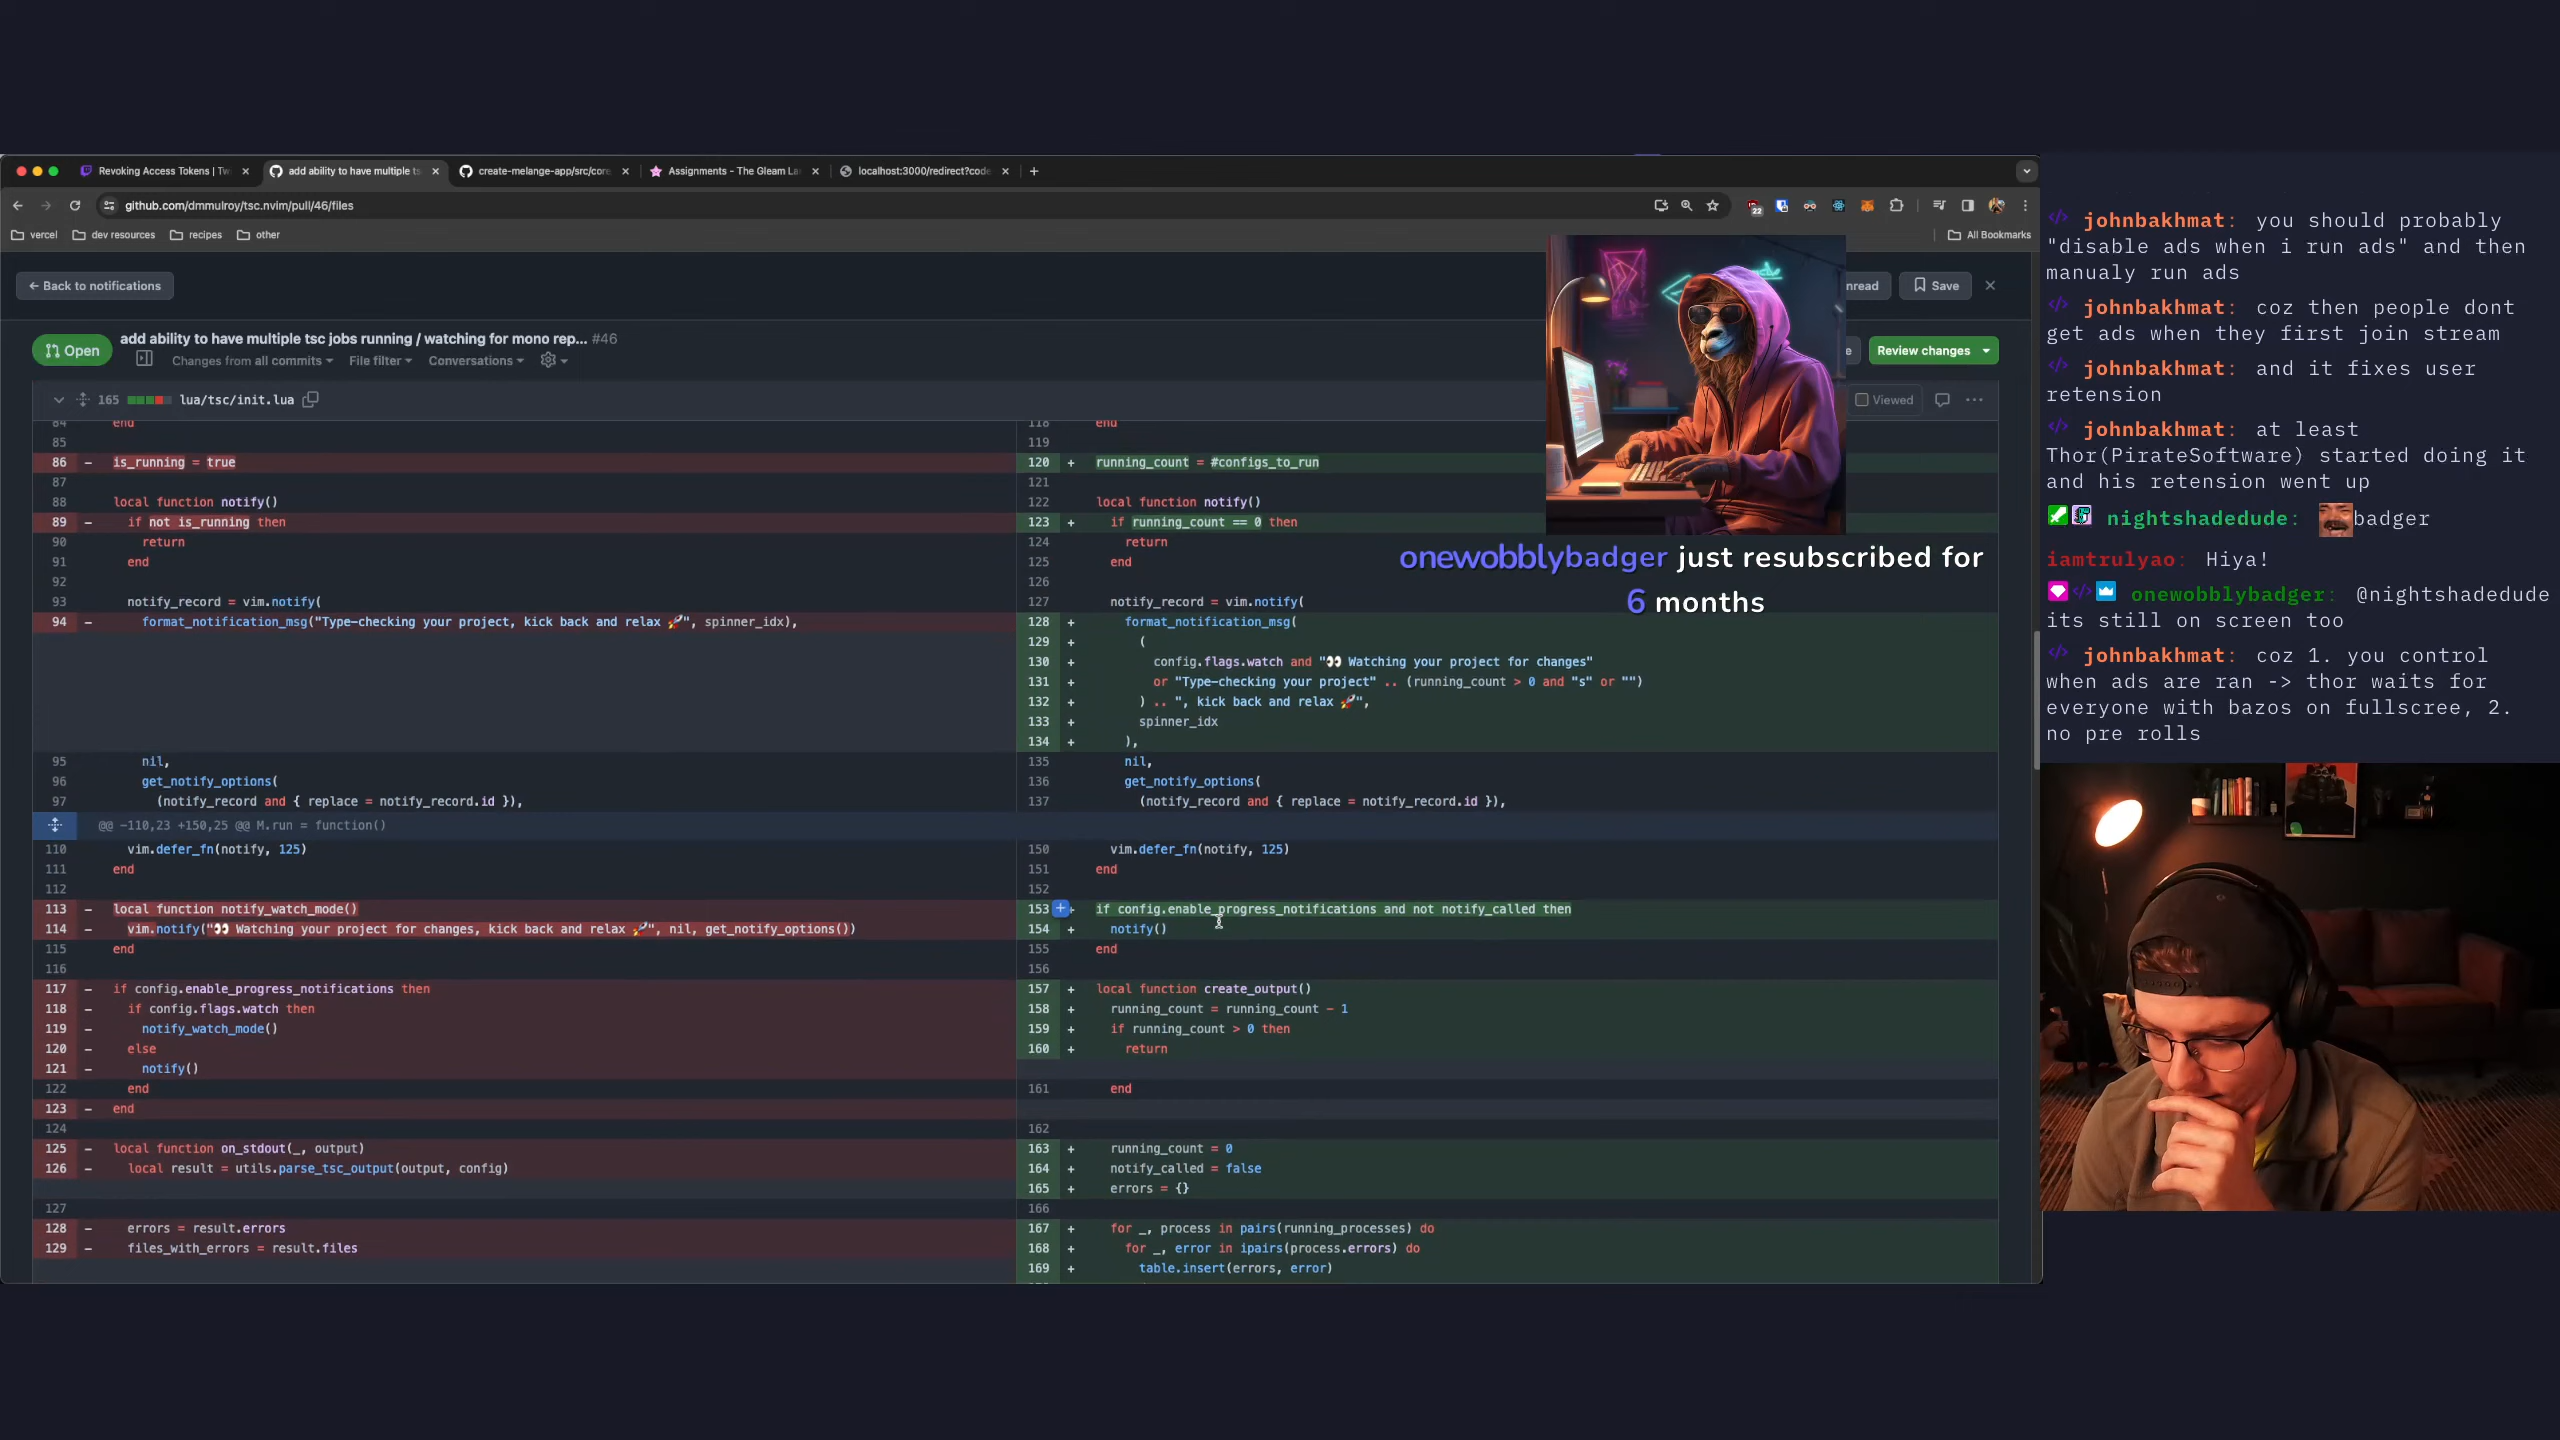 Revoking Access Tokens | Tw
add ability to have multiple ts
create-melange-app/src/core
Assignments - The Gleam La
localhost:3000/redirect?code
github.com/dmmulroy/tsc.nvim/pull/46/files
22
vercel
dev resources
recipes
other
All Bookmarks
← Back to notifications
nread
Save
Open
add ability to have multiple tsc jobs running / watching for mono rep... #46
Changes from all commits
File filter
Conversations
Review changes
165
lua/tsc/init.lua
Viewed
84 end
85
86 - is_running = true
87
88 local function notify()
89 - if not is_running then
90 return
91 end
92
93 notify_record = vim.notify(
94 - format_notification_msg("Type-checking your project, kick back and relax 🚀", spinner_idx),
95 nil,
96 get_notify_options(
97 (notify_record and { replace = notify_record.id }),
@@ -110,23 +150,25 @@ M.run = function()
110 vim.defer_fn(notify, 125)
111 end
112
113 - local function notify_watch_mode()
114 - vim.notify("👀 Watching your project for changes, kick back and relax 🚀", nil, get_notify_options())
115 end
116
117 - if config.enable_progress_notifications then
118 - if config.flags.watch then
119 - notify_watch_mode()
120 - else
121 - notify()
122 end
123 - end
124
125 - local function on_stdout(_, output)
126 - local result = utils.parse_tsc_output(output, config)
127
128 - errors = result.errors
129 - files_with_errors = result.files
118 end
119
120 + running_count = #configs_to_run
121
122 local function notify()
123 + if running_count == 0 then
124 return
125 end
126
127 notify_record = vim.notify(
128 + format_notification_msg(
129 + (
130 + config.flags.watch and "👀 Watching your project for changes"
131 + or "Type-checking your project" .. (running_count > 0 and "s" or "")
132 + ) .. ", kick back and relax 🚀",
133 + spinner_idx
134 + ),
135 nil,
136 get_notify_options(
137 (notify_record and { replace = notify_record.id }),
150 vim.defer_fn(notify, 125)
151 end
152
153 + if config.enable_progress_notifications and not notify_called then
154 + notify()
155 end
156
157 + local function create_output()
158 + running_count = running_count - 1
159 + if running_count > 0 then
160 + return
161 end
162
163 + running_count = 0
164 + notify_called = false
165 + errors = {}
166
167 + for _, process in pairs(running_processes) do
168 + for _, error in ipairs(process.errors) do
169 + table.insert(errors, error)
onewobblybadger just resubscribed for
6 months
johnbakhmat: you should probably
"disable ads when i run ads" and then
manualy run ads
johnbakhmat: coz then people dont
get ads when they first join stream
johnbakhmat: and it fixes user
retension
johnbakhmat: at least
Thor(PirateSoftware) started doing it
and his retension went up
nightshadedude: badger
iamtrulyao: Hiya!
onewobblybadger: @nightshadedude
its still on screen too
johnbakhmat: coz 1. you control
when ads are ran -> thor waits for
everyone with bazos on fullscree, 2.
no pre rolls